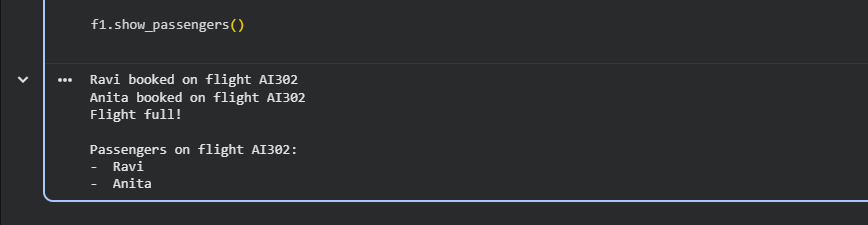 f1.show_passengers()
Ravi booked on flight AI302
Anita booked on flight AI302
Flight full!
Passengers on flight AI302:
-  Ravi
-  Anita